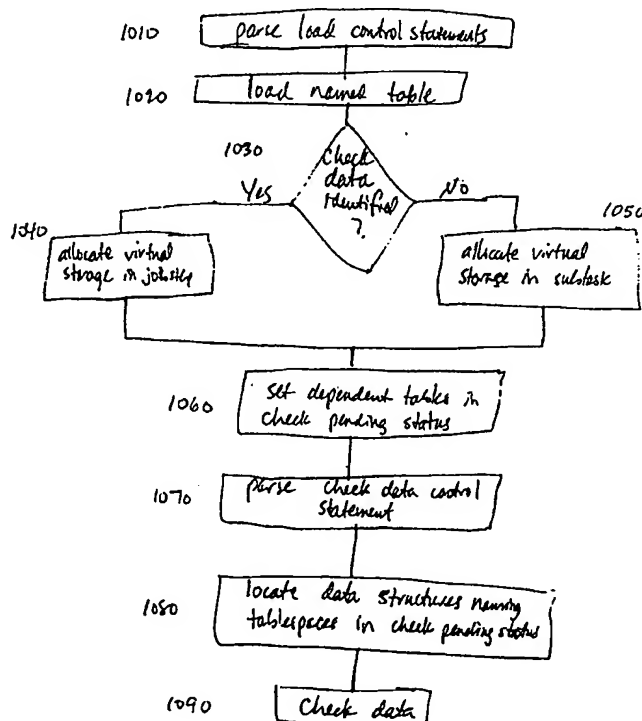 1010
parse load control statements
1020
load named table
1030
check
data
identified
?
Yes
No
1040
allocate virtual
storage in jobstep
1050
allocate virtual
storage in subtask
1060
set dependent tables in
check pending status
1070
parse check data control
statement
1080
locate data structures naming
tablespaces in check pending status
1090
Check data